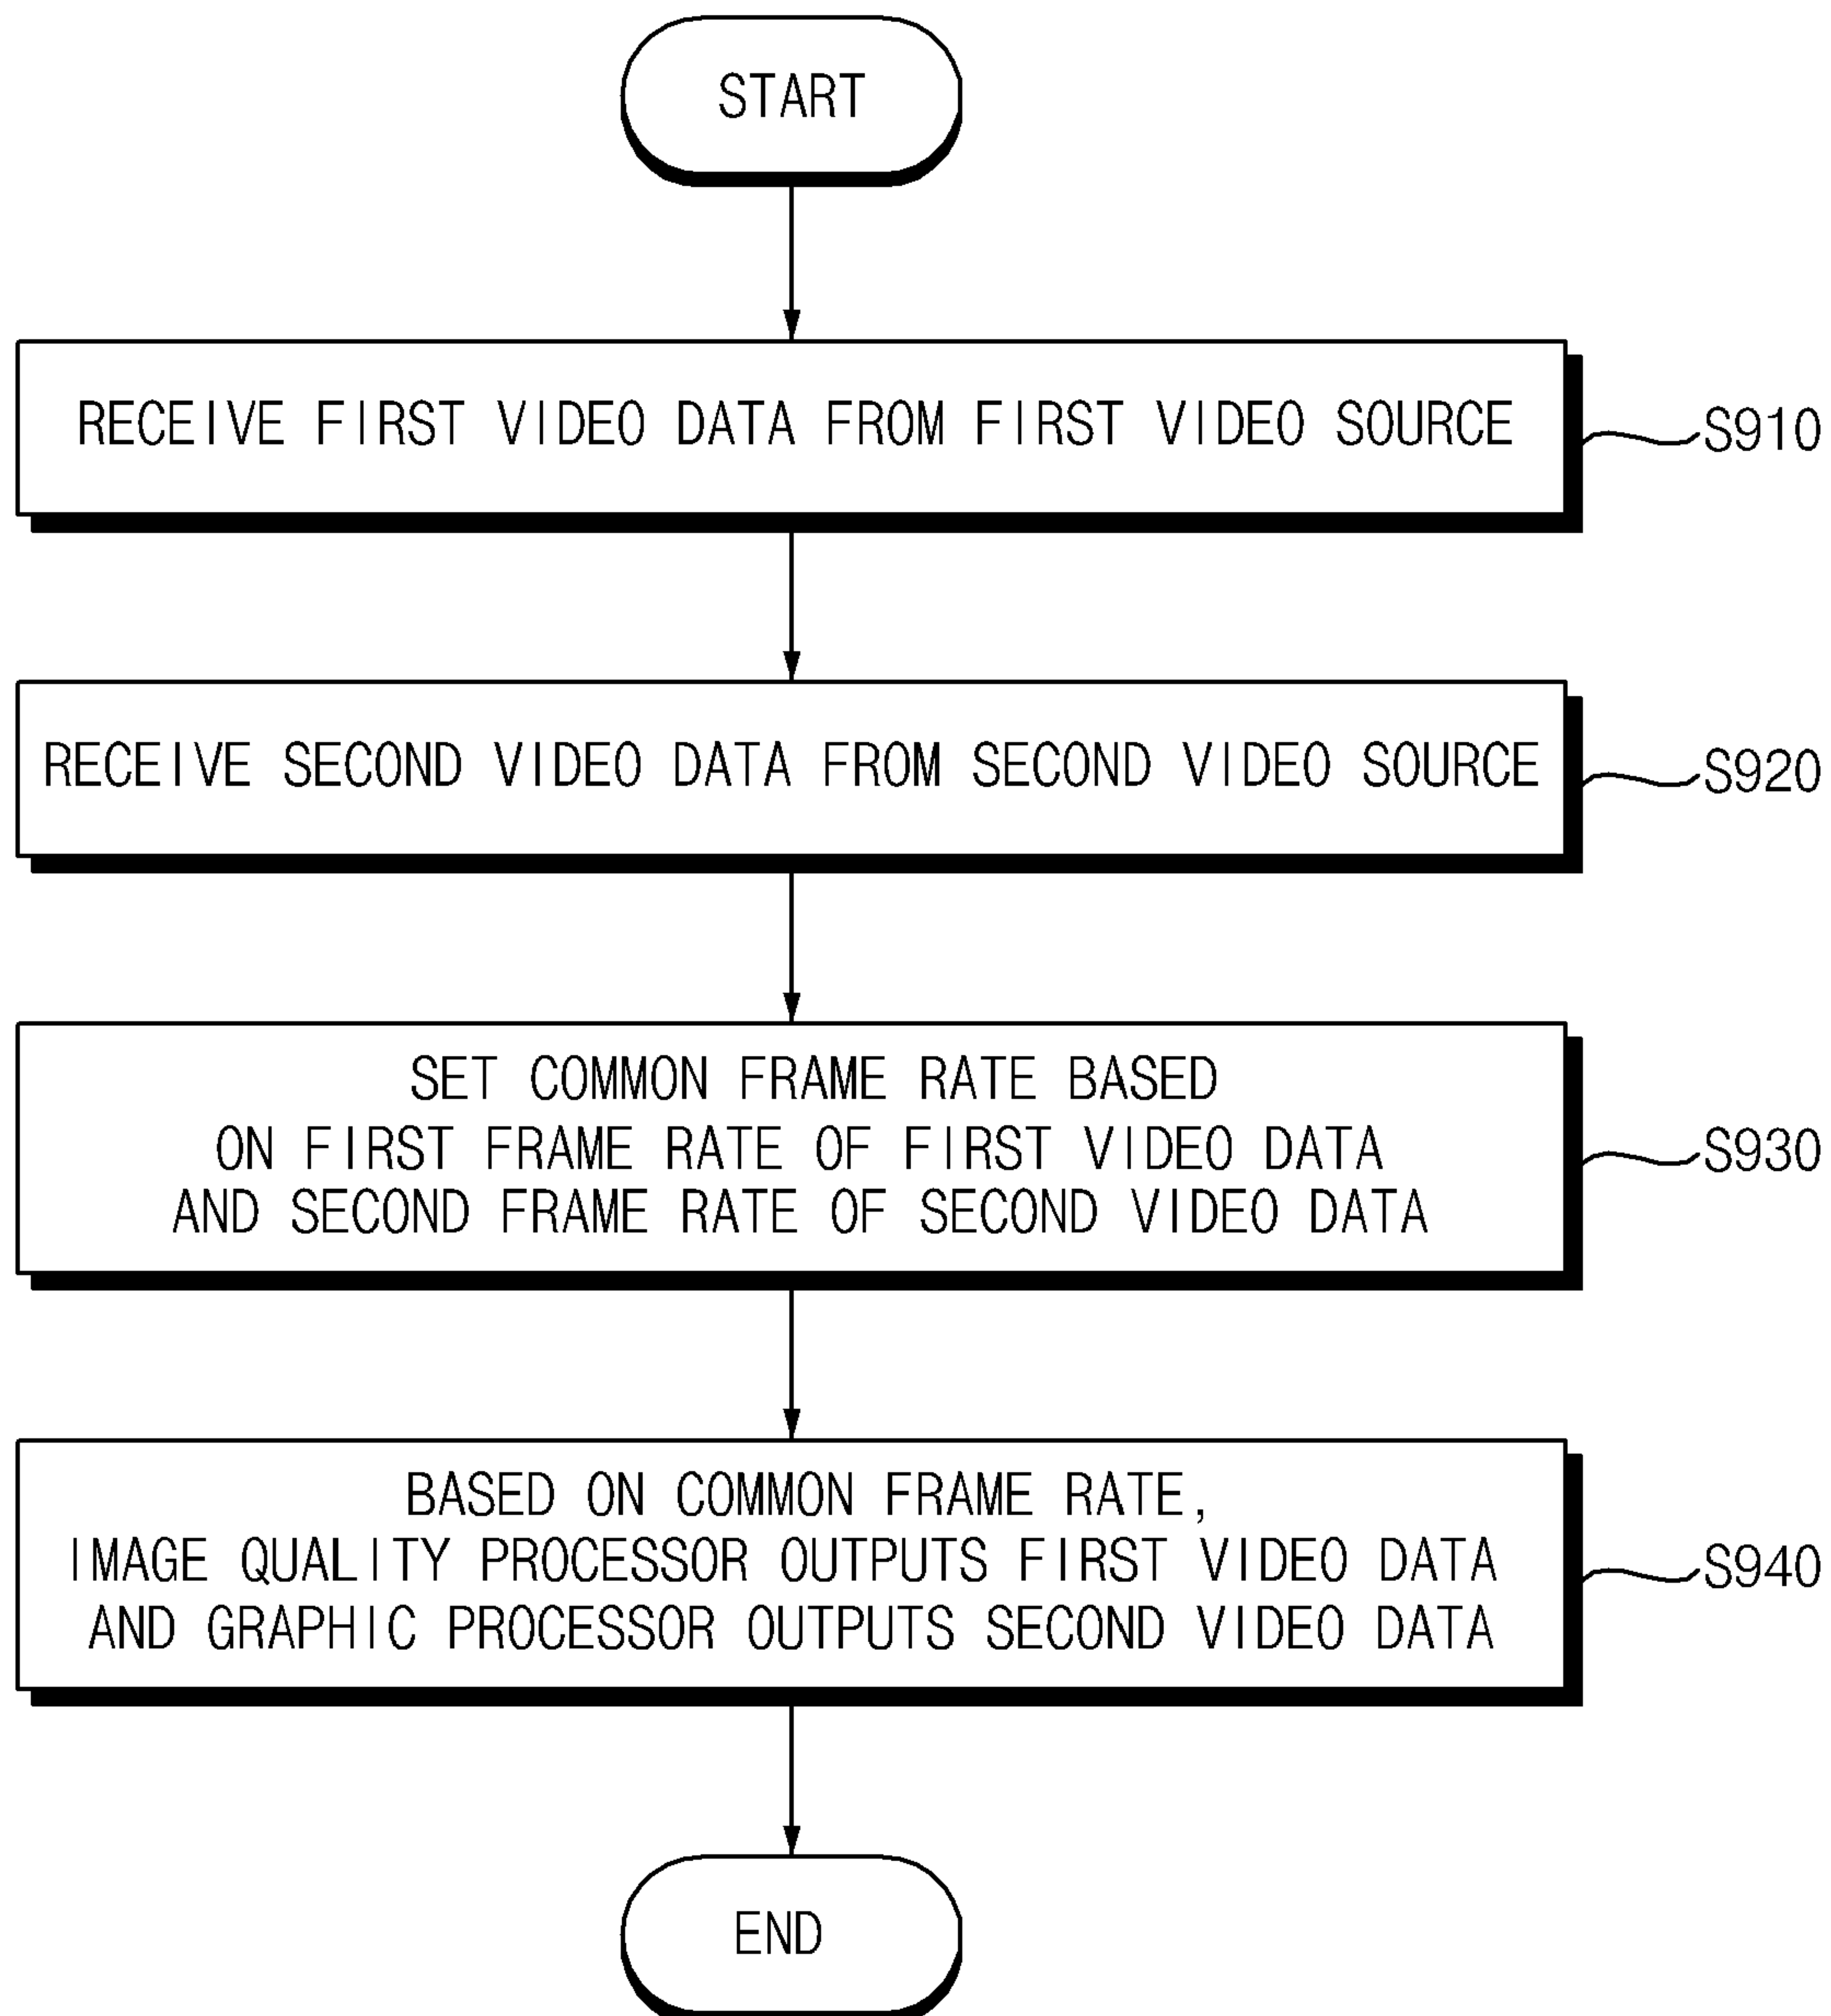 START
RECEIVE FIRST VIDEO DATA FROM FIRST VIDEO SOURCE
S910
RECEIVE SECOND VIDEO DATA FROM SECOND VIDEO SOURCE
S920
SET COMMON FRAME RATE BASED
ON FIRST FRAME RATE OF FIRST VIDEO DATA
AND SECOND FRAME RATE OF SECOND VIDEO DATA
S930
BASED ON COMMON FRAME RATE,
IMAGE QUALITY PROCESSOR OUTPUTS FIRST VIDEO DATA
AND GRAPHIC PROCESSOR OUTPUTS SECOND VIDEO DATA
S940
END